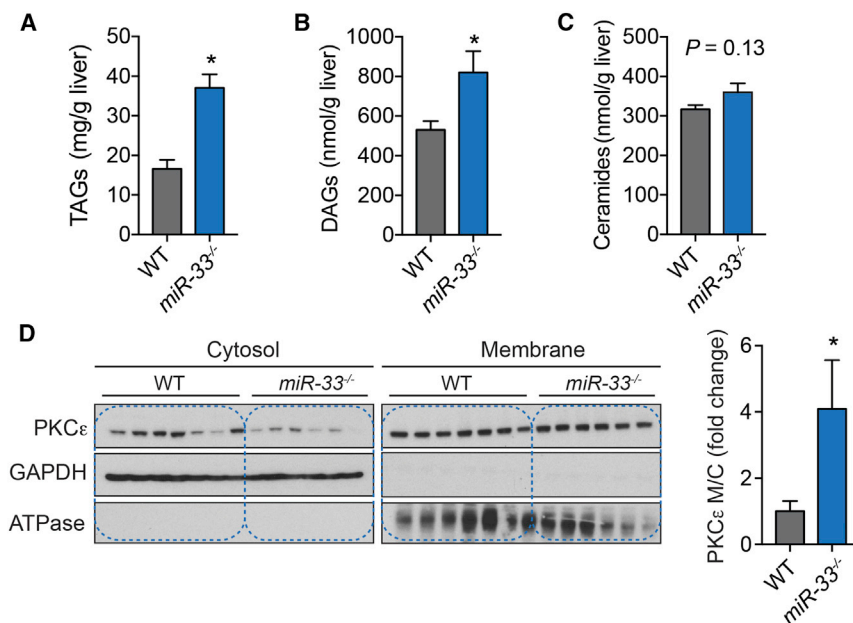 A
TAGs (mg/g liver)
50
40
30
20
10
0
WT
miR-33-/-
*
B
DAGs (nmol/g liver)
1000
800
600
400
200
0
WT
miR-33-/-
*
C
Ceramides (nmol/g liver)
500
400
300
200
100
0
P = 0.13
WT
miR-33-/-
D
Cytosol Membrane
WT miR-33-/- WT miR-33-/-
PKCε
GAPDH
ATPase
PKCε M/C (fold change)
6
4
2
0
*
WT
miR-33-/-